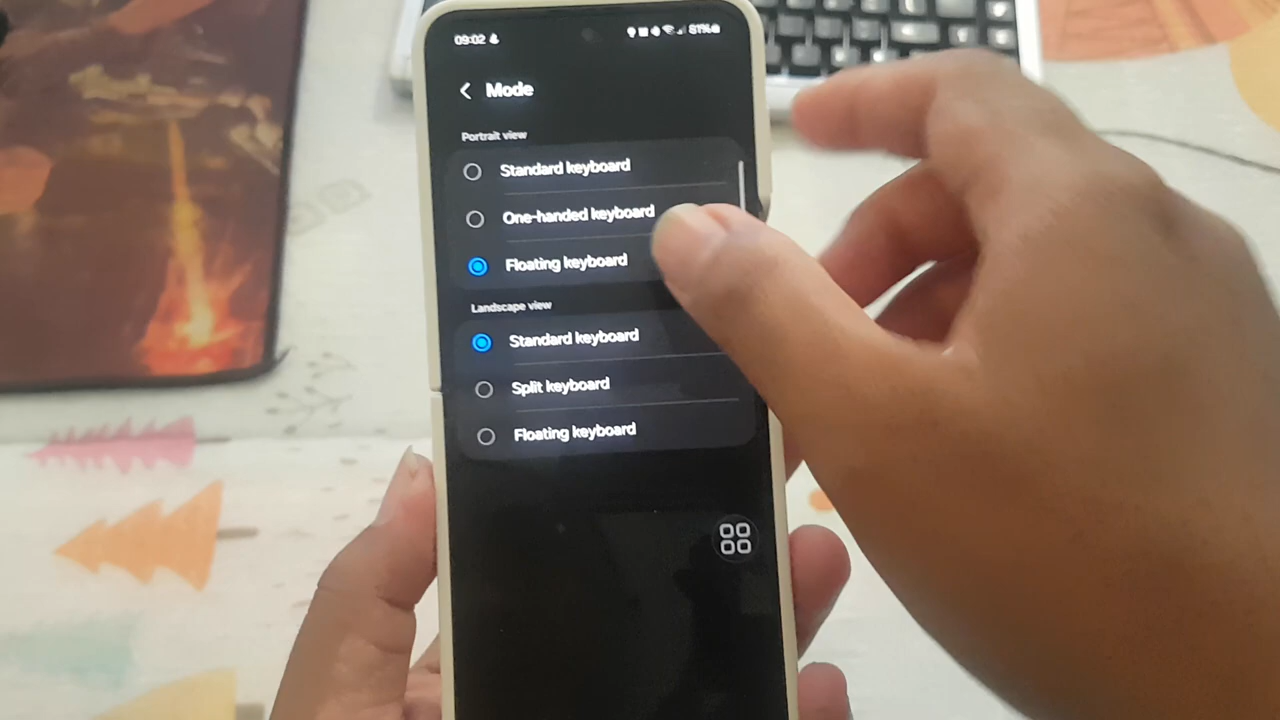 09:02
81%
Mode
Portrait view
Standard keyboard
One-handed keyboard
Floating keyboard
Landscape view
Standard keyboard
Split keyboard
Floating keyboard